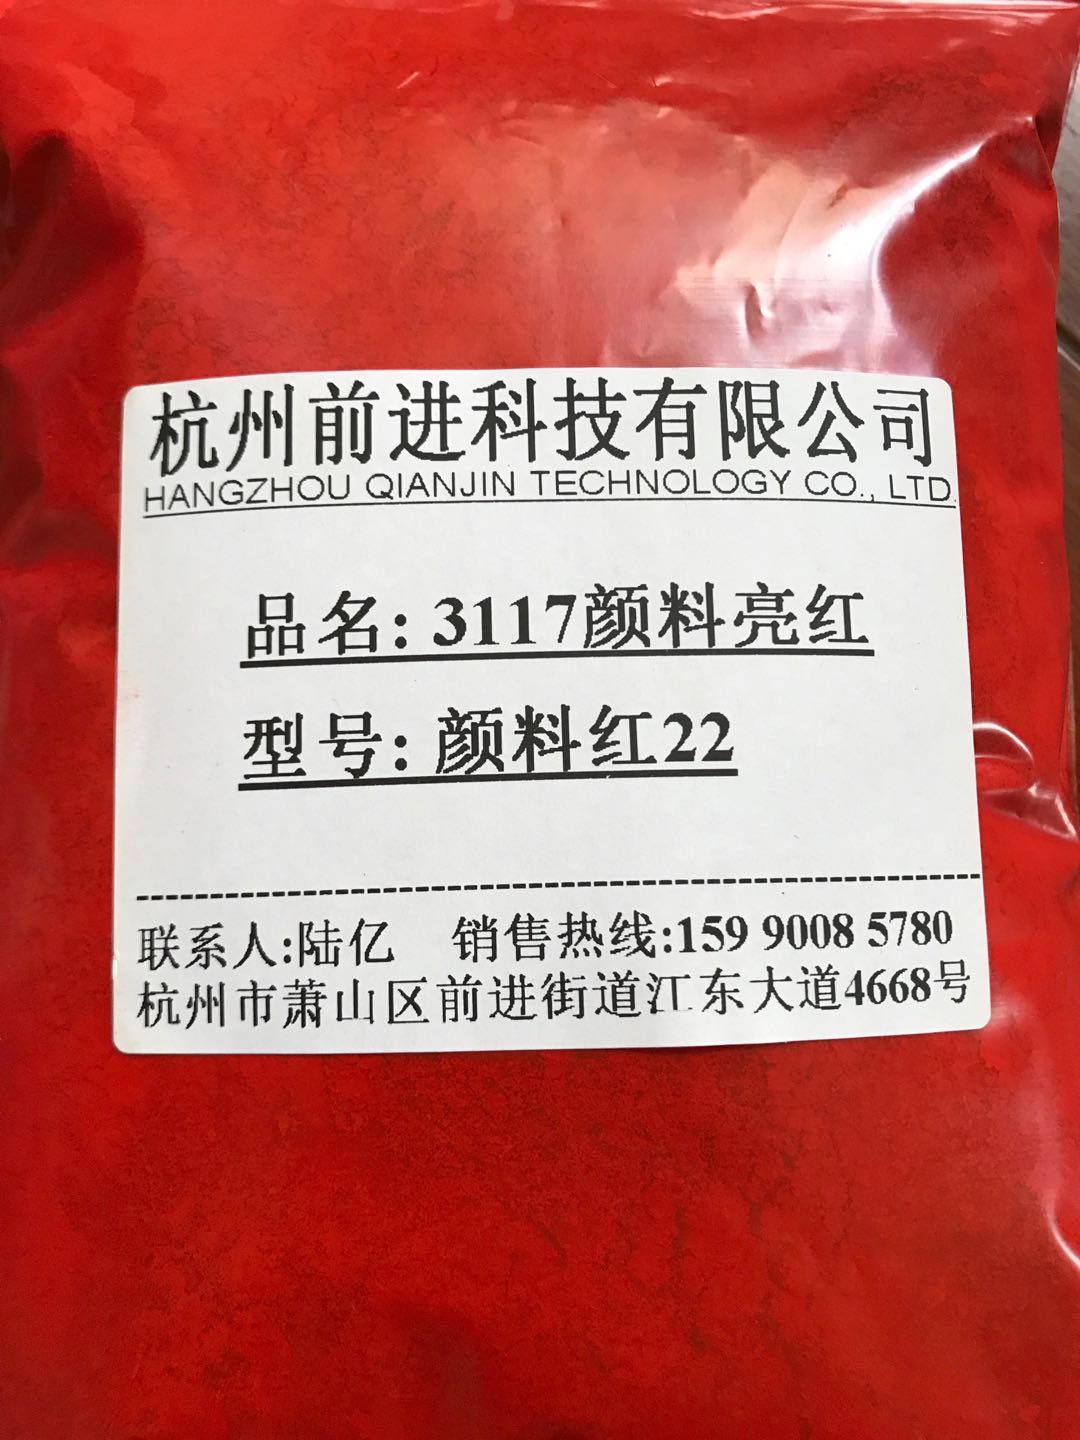 杭州前进科技有限公司
HANGZHOU QIANJIN TECHNOLOGY CO., LTD.
品名: 3117颜料亮红
型号: 颜料红22
联系人:陆亿 销售热线:159 9008 5780
杭州市萧山区前进街道江东大道4668号